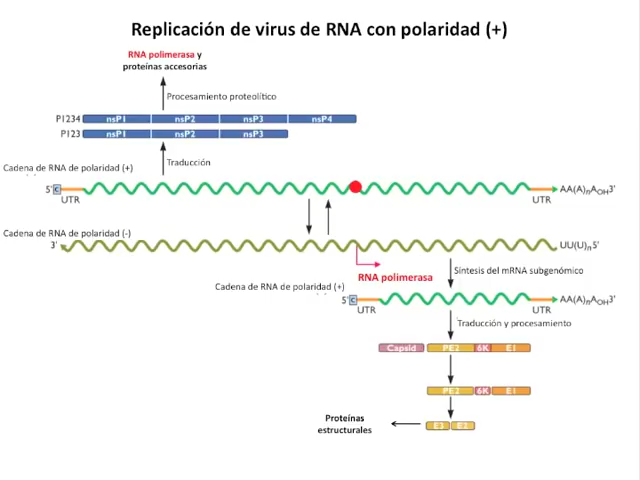 Replicación de virus de RNA con polaridad (+)
RNA polimerasa y
proteínas accesorias
Procesamiento proteolítico
P1234 nsP1 nsP2 nsP3 nsP4
P123 nsP1 nsP2 nsP3
Traducción
Cadena de RNA de polaridad (+)
5' C AA(A)nAOH3'
UTR UTR
Cadena de RNA de polaridad (-)
3' UU(U)n5'
RNA polimerasa
Síntesis del mRNA subgenómico
Cadena de RNA de polaridad (+)
5' C AA(A)nAOH3'
UTR UTR
Traducción y procesamiento
Capsid PE2 6K E1
PE2 6K E1
Proteínas
estructurales
E3 E2